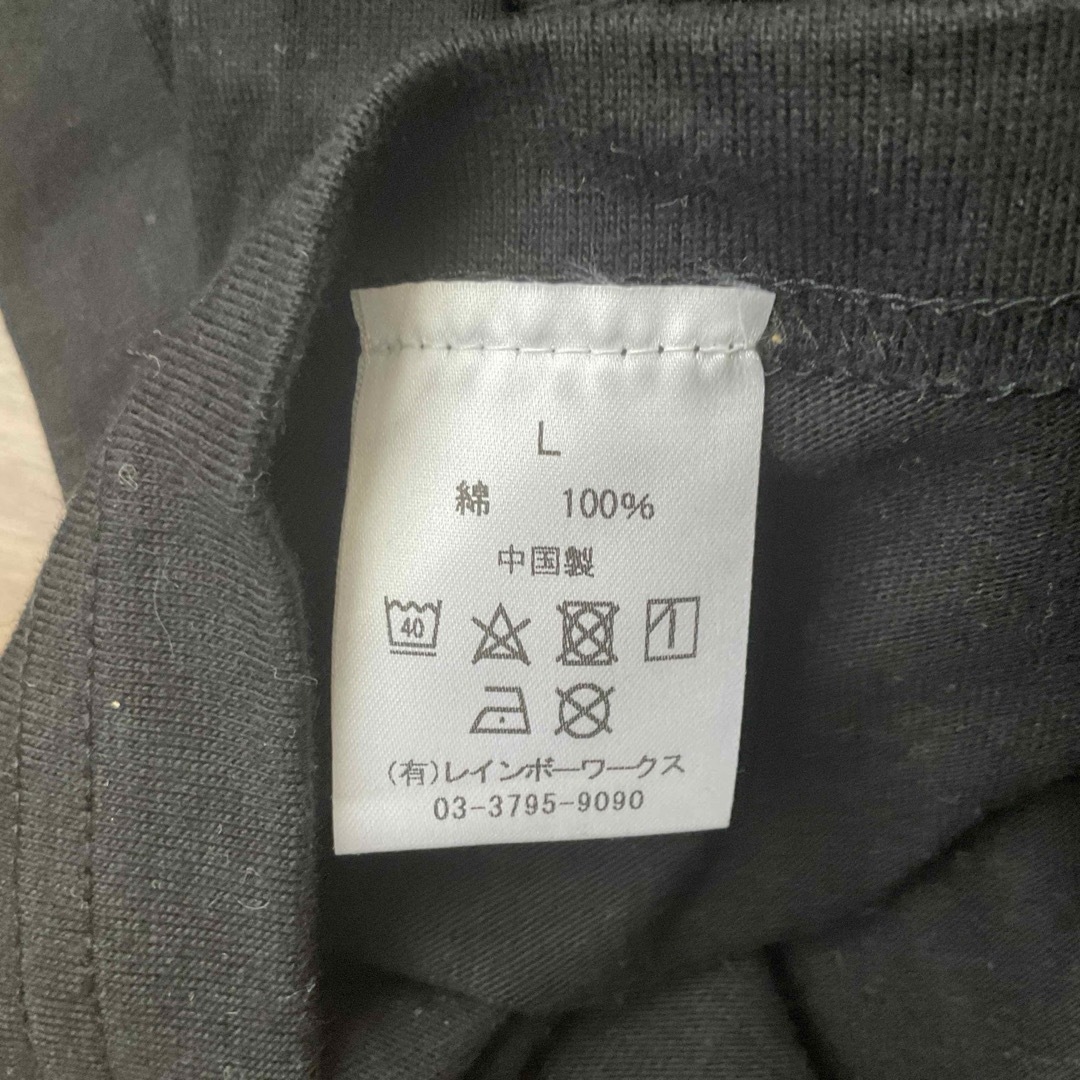 L
綿 100%
中国製
40
(有)レインボーワークス
03-3795-9090